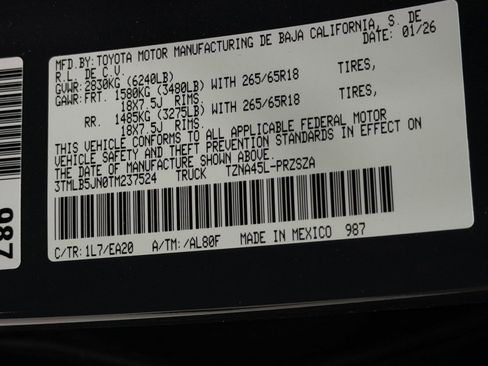 MFD.BY: TOYOTA MOTOR MANUFACTURING DE BAJA CALIFORNIA, S. DE
R.L. DE C.V. DATE: 01/26
GVWR: 2830KG (6240LB)
GAWR: FRT. 1580KG (3480LB) WITH 265/65R18 TIRES,
18X7.5J RIMS,
RR. 1485KG (3275LB) WITH 265/65R18 TIRES,
18X7.5J RIMS,
THIS VEHICLE CONFORMS TO ALL APPLICABLE FEDERAL MOTOR
VEHICLE SAFETY AND THEFT PREVENTION STANDARDS IN EFFECT ON
THE DATE OF MANUFACTURE SHOWN ABOVE.
3TMLB5JN0TM237524 TRUCK TZNA45L-PRZSZA
C/TR: 1L7/EA20 A/TM: /AL80F MADE IN MEXICO 987
987